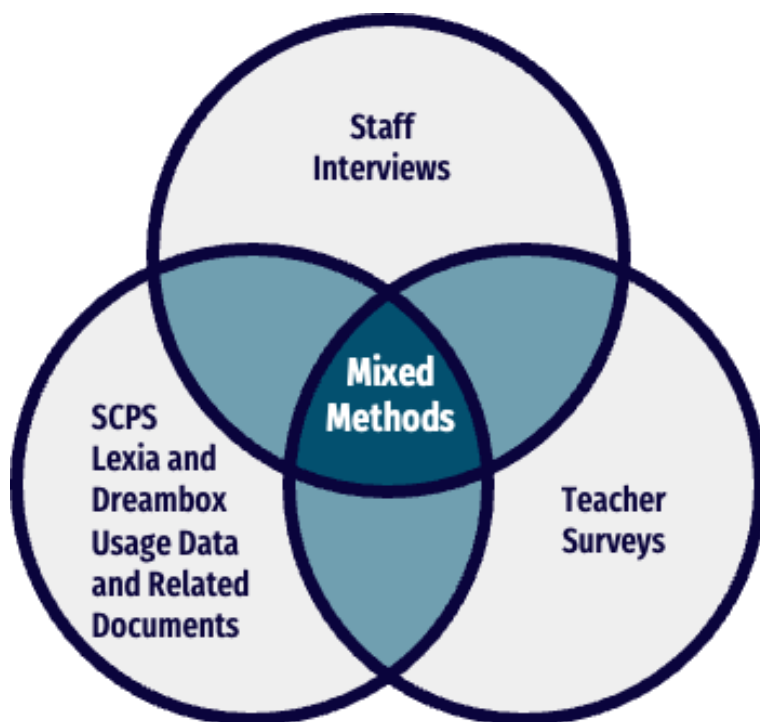 Staff
Interviews
Mixed
Methods
SCPS
Lexia and
Dreambox
Usage Data
and Related
Documents
Teacher
Surveys